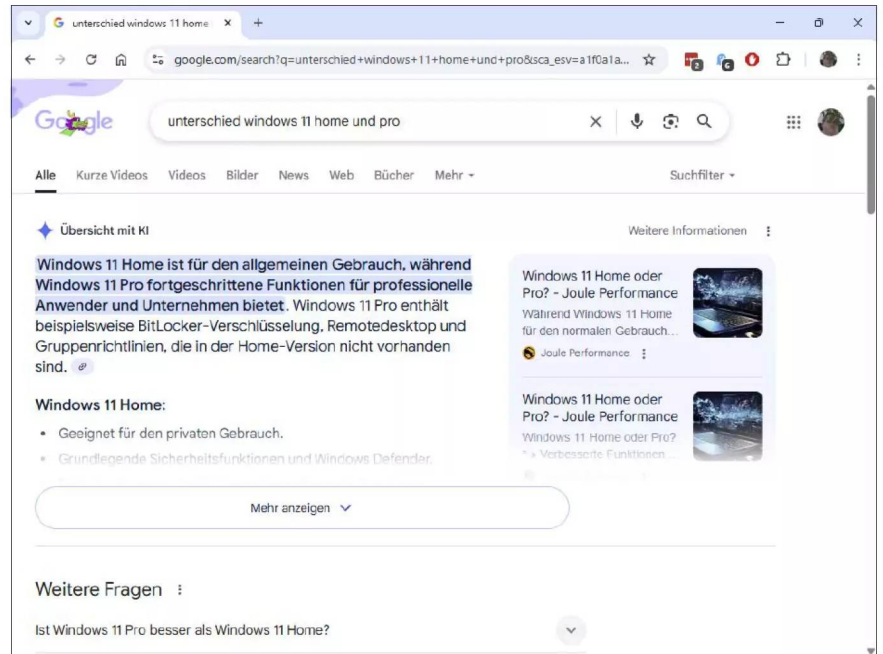 unterschied windows 11 home
google.com/search?q=unterschied+windows+11+home+und+pro&sca_esv=a1f0a1a...
2
G
Google
unterschied windows 11 home und pro
Alle Kurze Videos Videos Bilder News Web Bücher Mehr Suchfilter
Übersicht mit KI
Weitere Informationen
Windows 11 Home ist für den allgemeinen Gebrauch, während
Windows 11 Pro fortgeschrittene Funktionen für professionelle
Anwender und Unternehmen bietet. Windows 11 Pro enthält
beispielsweise BitLocker-Verschlüsselung, Remotedesktop und
Gruppenrichtlinien, die in der Home-Version nicht vorhanden
sind.
Windows 11 Home:
• Geeignet für den privaten Gebrauch.
• Grundlegende Sicherheitsfunktionen und Windows Defender.
Windows 11 Home oder
Pro? - Joule Performance
Während Windows 11 Home
für den normalen Gebrauch...
Joule Performance
Windows 11 Home oder
Pro? - Joule Performance
Windows 11 Home oder Pro?
* » Verbesserte Funktionen ...
Mehr anzeigen
Weitere Fragen
Ist Windows 11 Pro besser als Windows 11 Home?